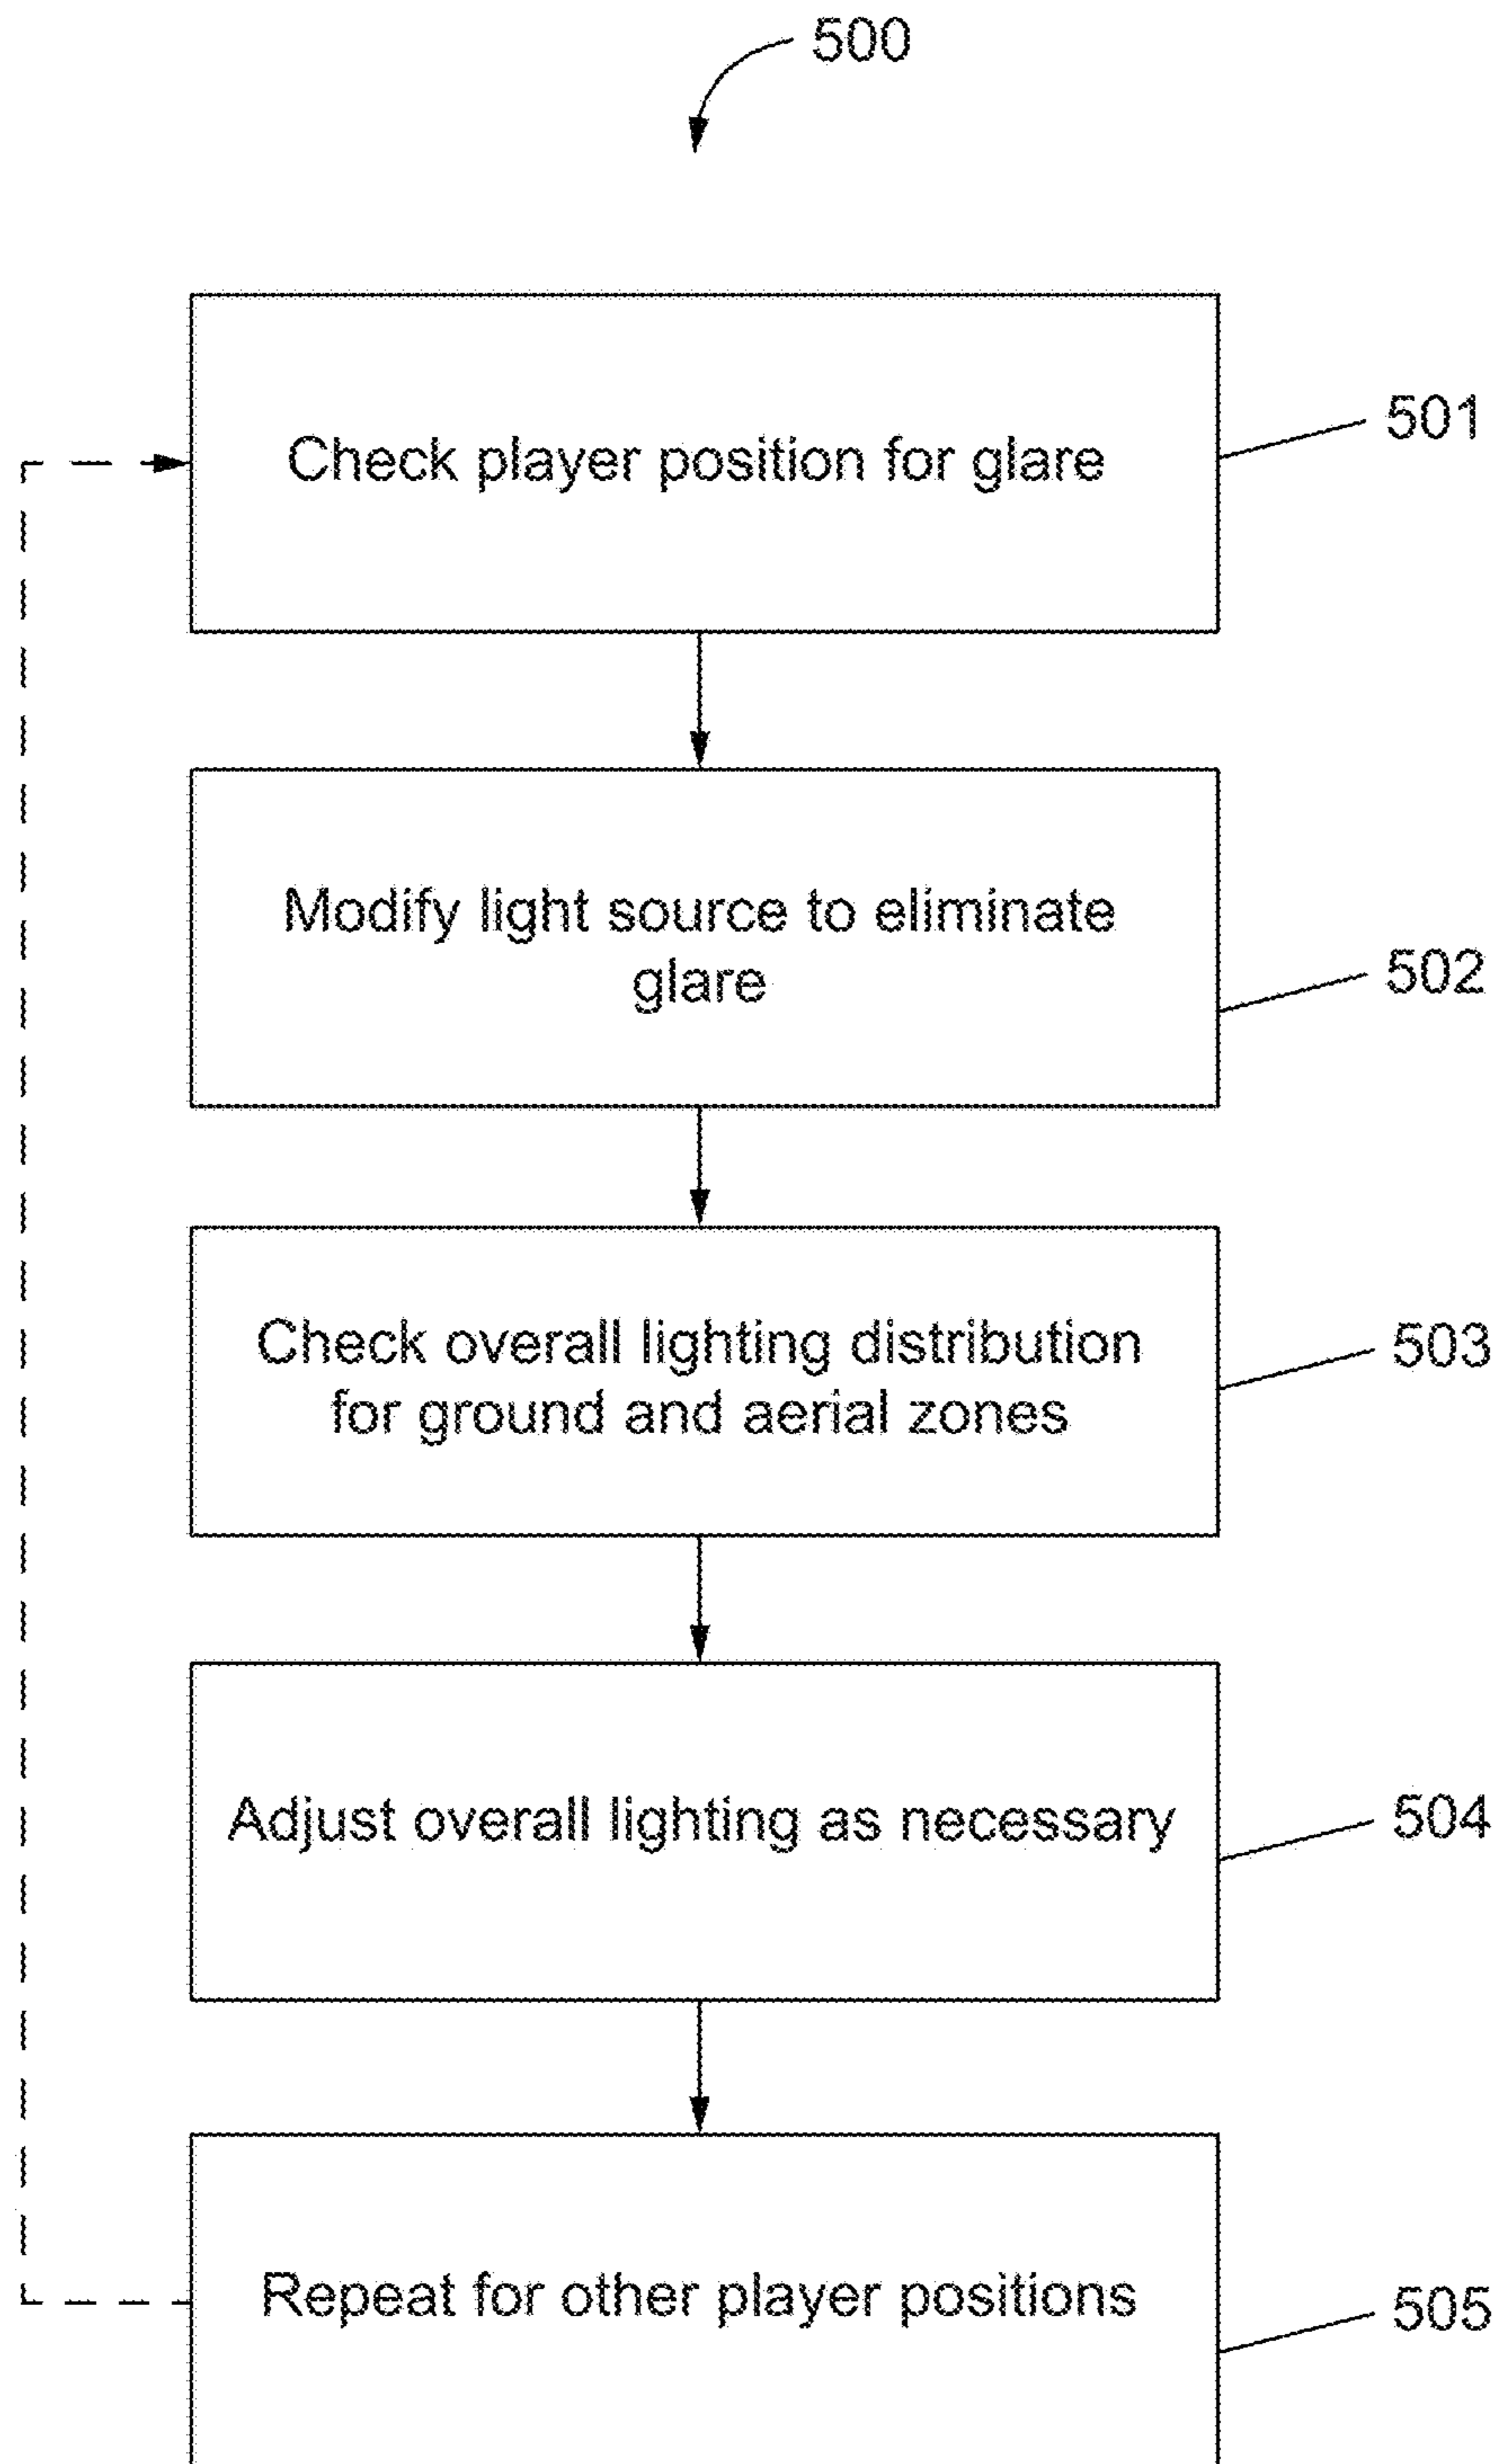 500
Check player position for glare
501
Modify light source to eliminate
glare
502
Check overall lighting distribution
for ground and aerial zones
503
Adjust overall lighting as necessary
504
Repeat for other player positions
505